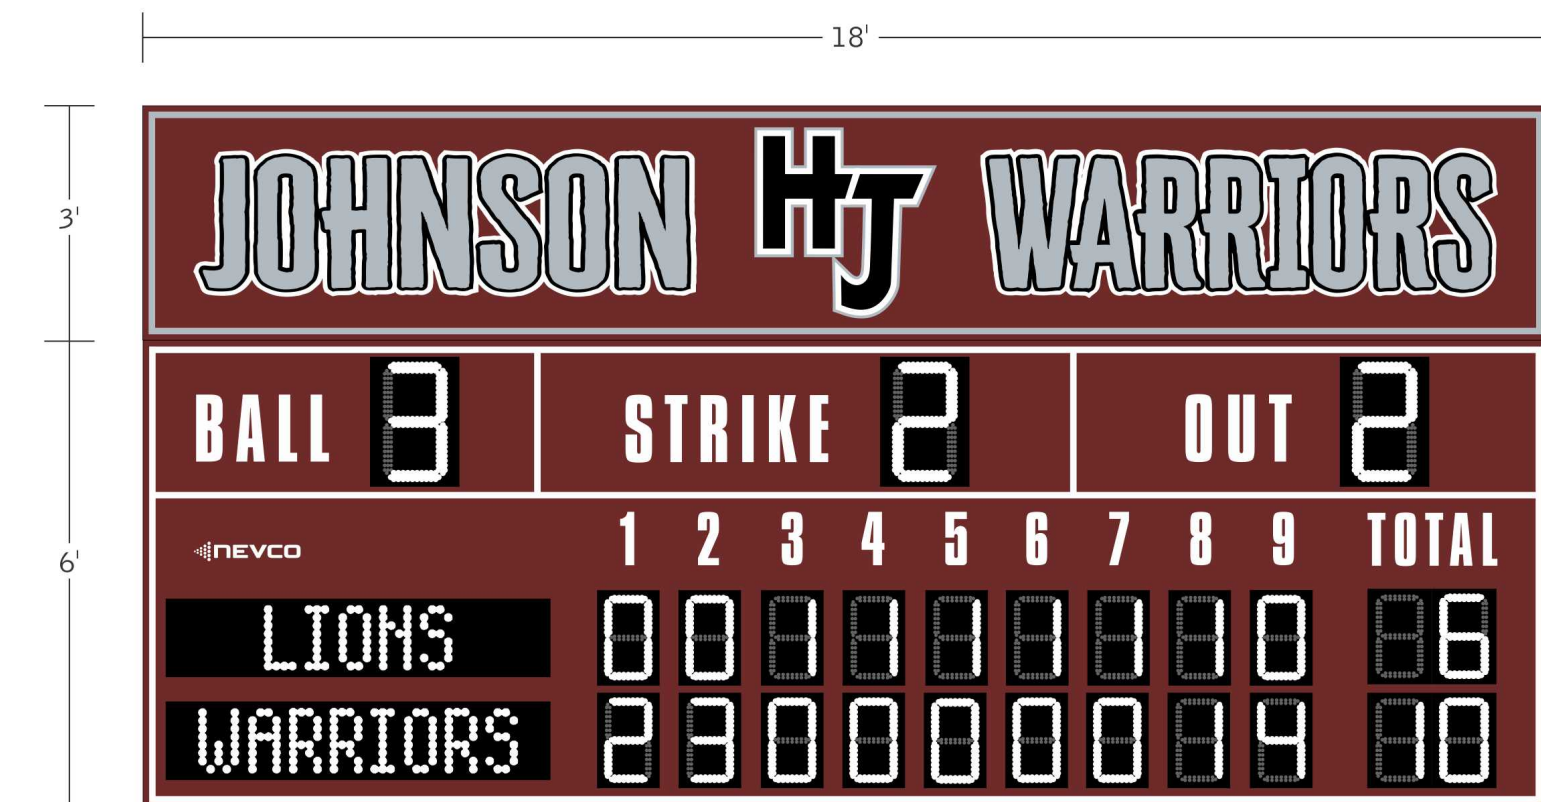 18'
3'
JOHNSON HJ WARRIORS
BALL 3 STRIKE 2 OUT 2
6'
NEVCO 1 2 3 4 5 6 7 8 9 TOTAL
LIONS 0 0 1 1 1 1 1 1 0 6
WARRIORS 2 3 0 0 0 0 0 1 4 10